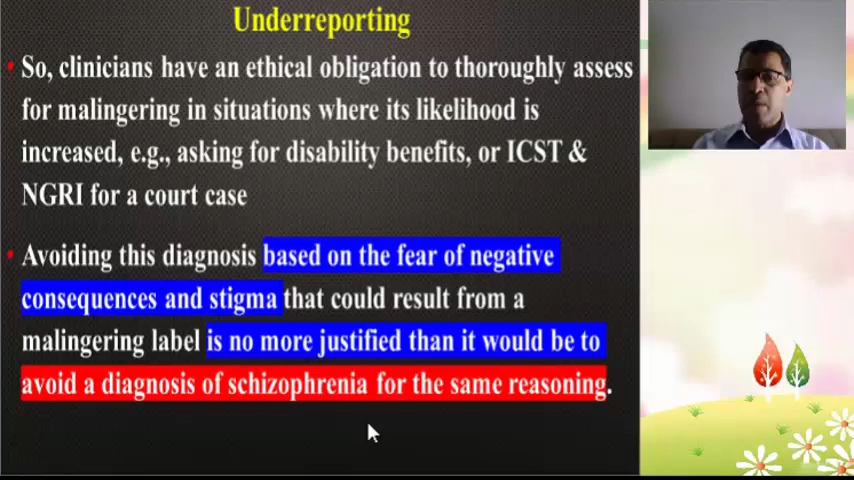 Underreporting
• So, clinicians have an ethical obligation to thoroughly assess
for malingering in situations where its likelihood is
increased, e.g., asking for disability benefits, or ICST &
NGRI for a court case
• Avoiding this diagnosis based on the fear of negative
consequences and stigma that could result from a
malingering label is no more justified than it would be to
avoid a diagnosis of schizophrenia for the same reasoning.